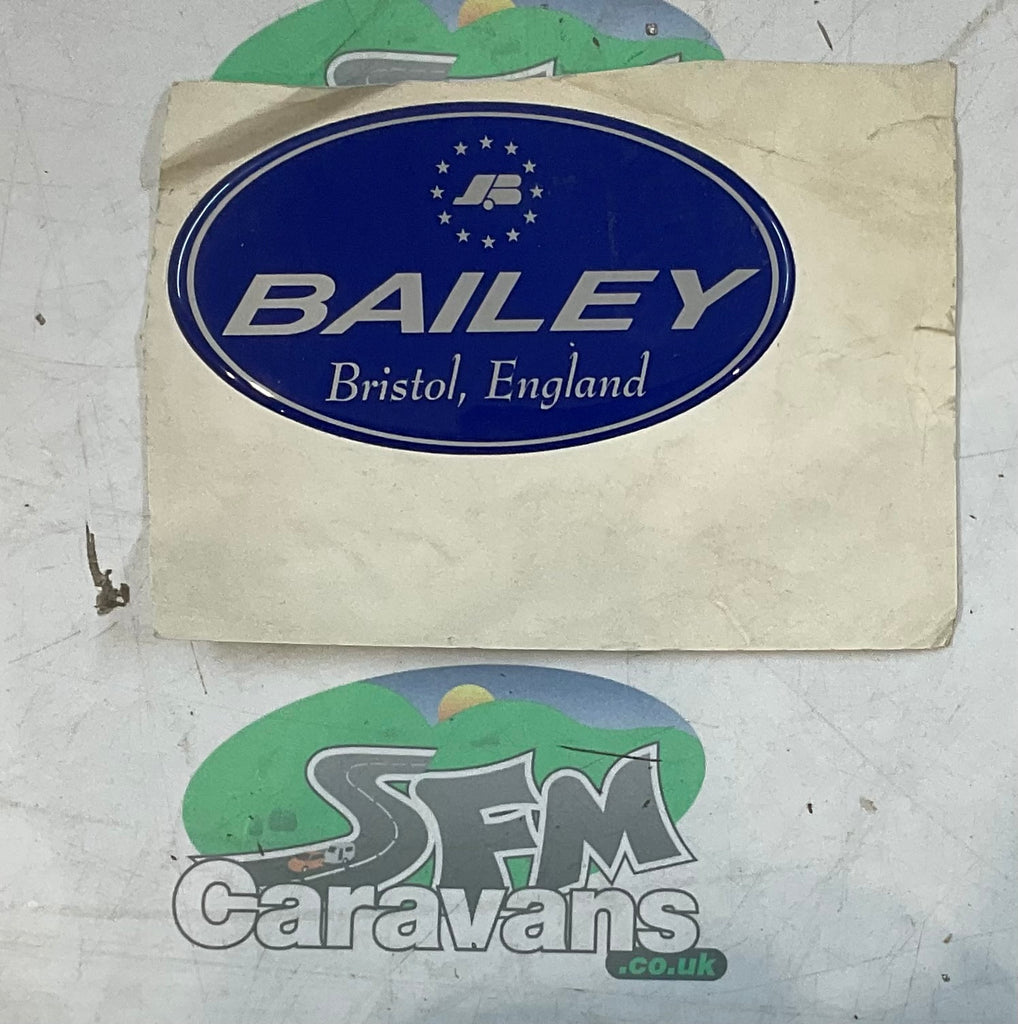 B
BAILEY
Bristol, England
SFM
Caravans
.co.uk